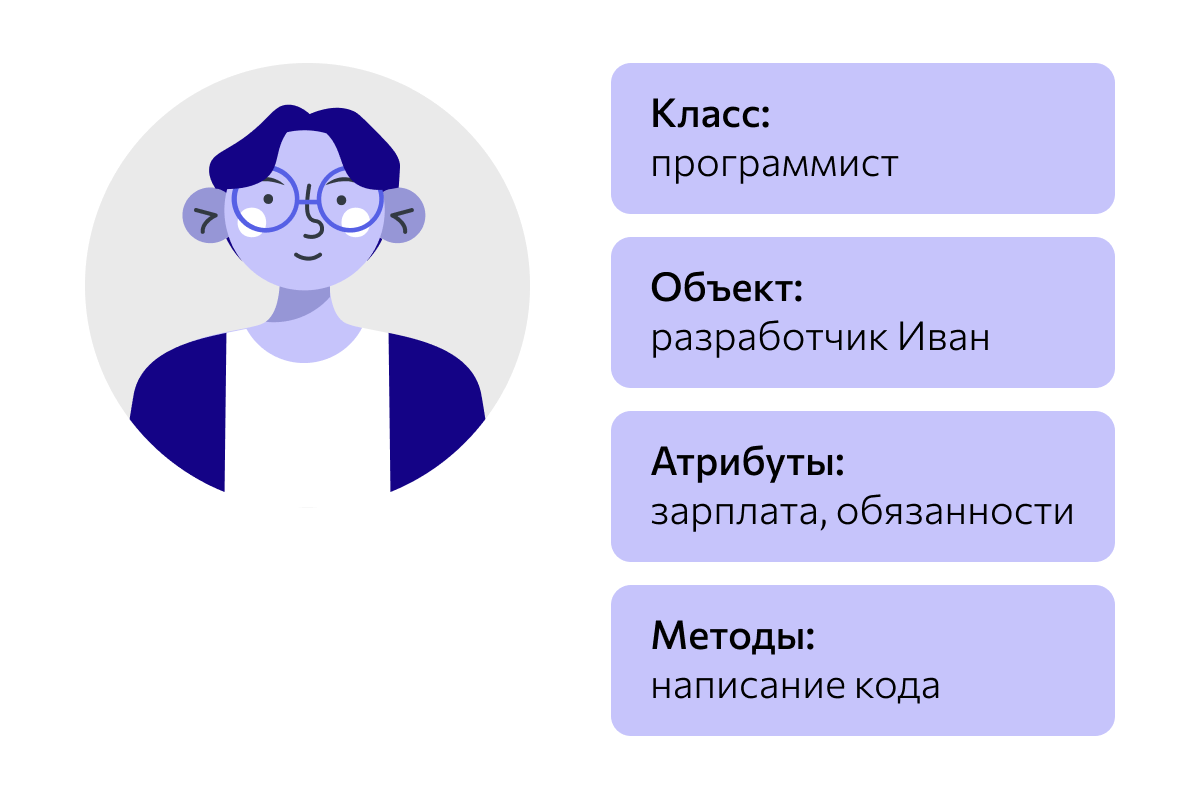 Класс:
программист
Объект:
разработчик Иван
Атрибуты:
зарплата, обязанности
Методы:
написание кода